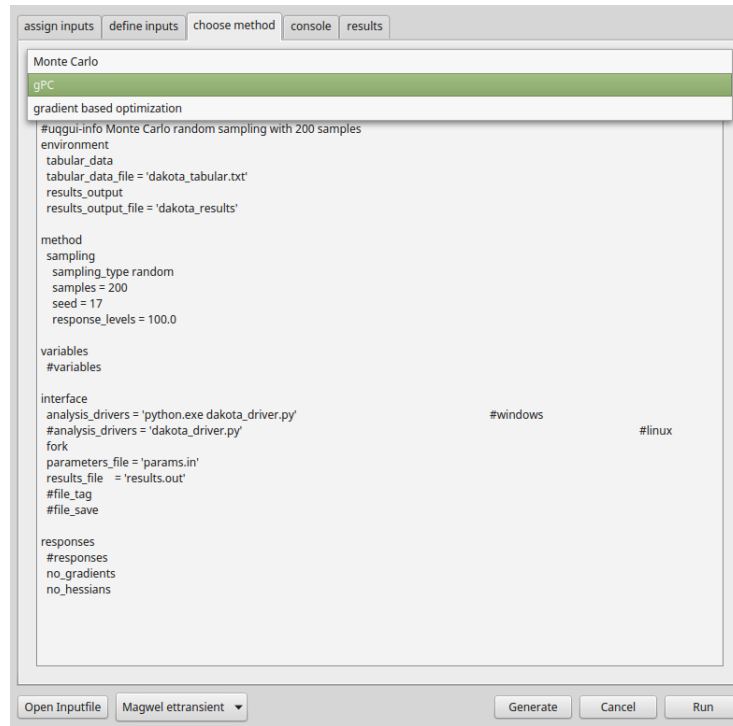 assign inputs define inputs choose method console results
Monte Carlo
gPC
gradient based optimization
#uqgui-info Monte Carlo random sampling with 200 samples
environment
tabular_data
tabular_data_file = 'dakota_tabular.txt'
results_output
results_output_file = 'dakota_results'
method
sampling
sampling_type random
samples = 200
seed = 17
response_levels = 100.0
variables
#variables
interface
analysis_drivers = 'python.exe dakota_driver.py' #windows
#analysis_drivers = 'dakota_driver.py' #linux
fork
parameters_file = 'params.in'
results_file = 'results.out'
#file_tag
#file_save
responses
#responses
no_gradients
no_hessians
Open Inputfile Magwel ettransient Generate Cancel Run